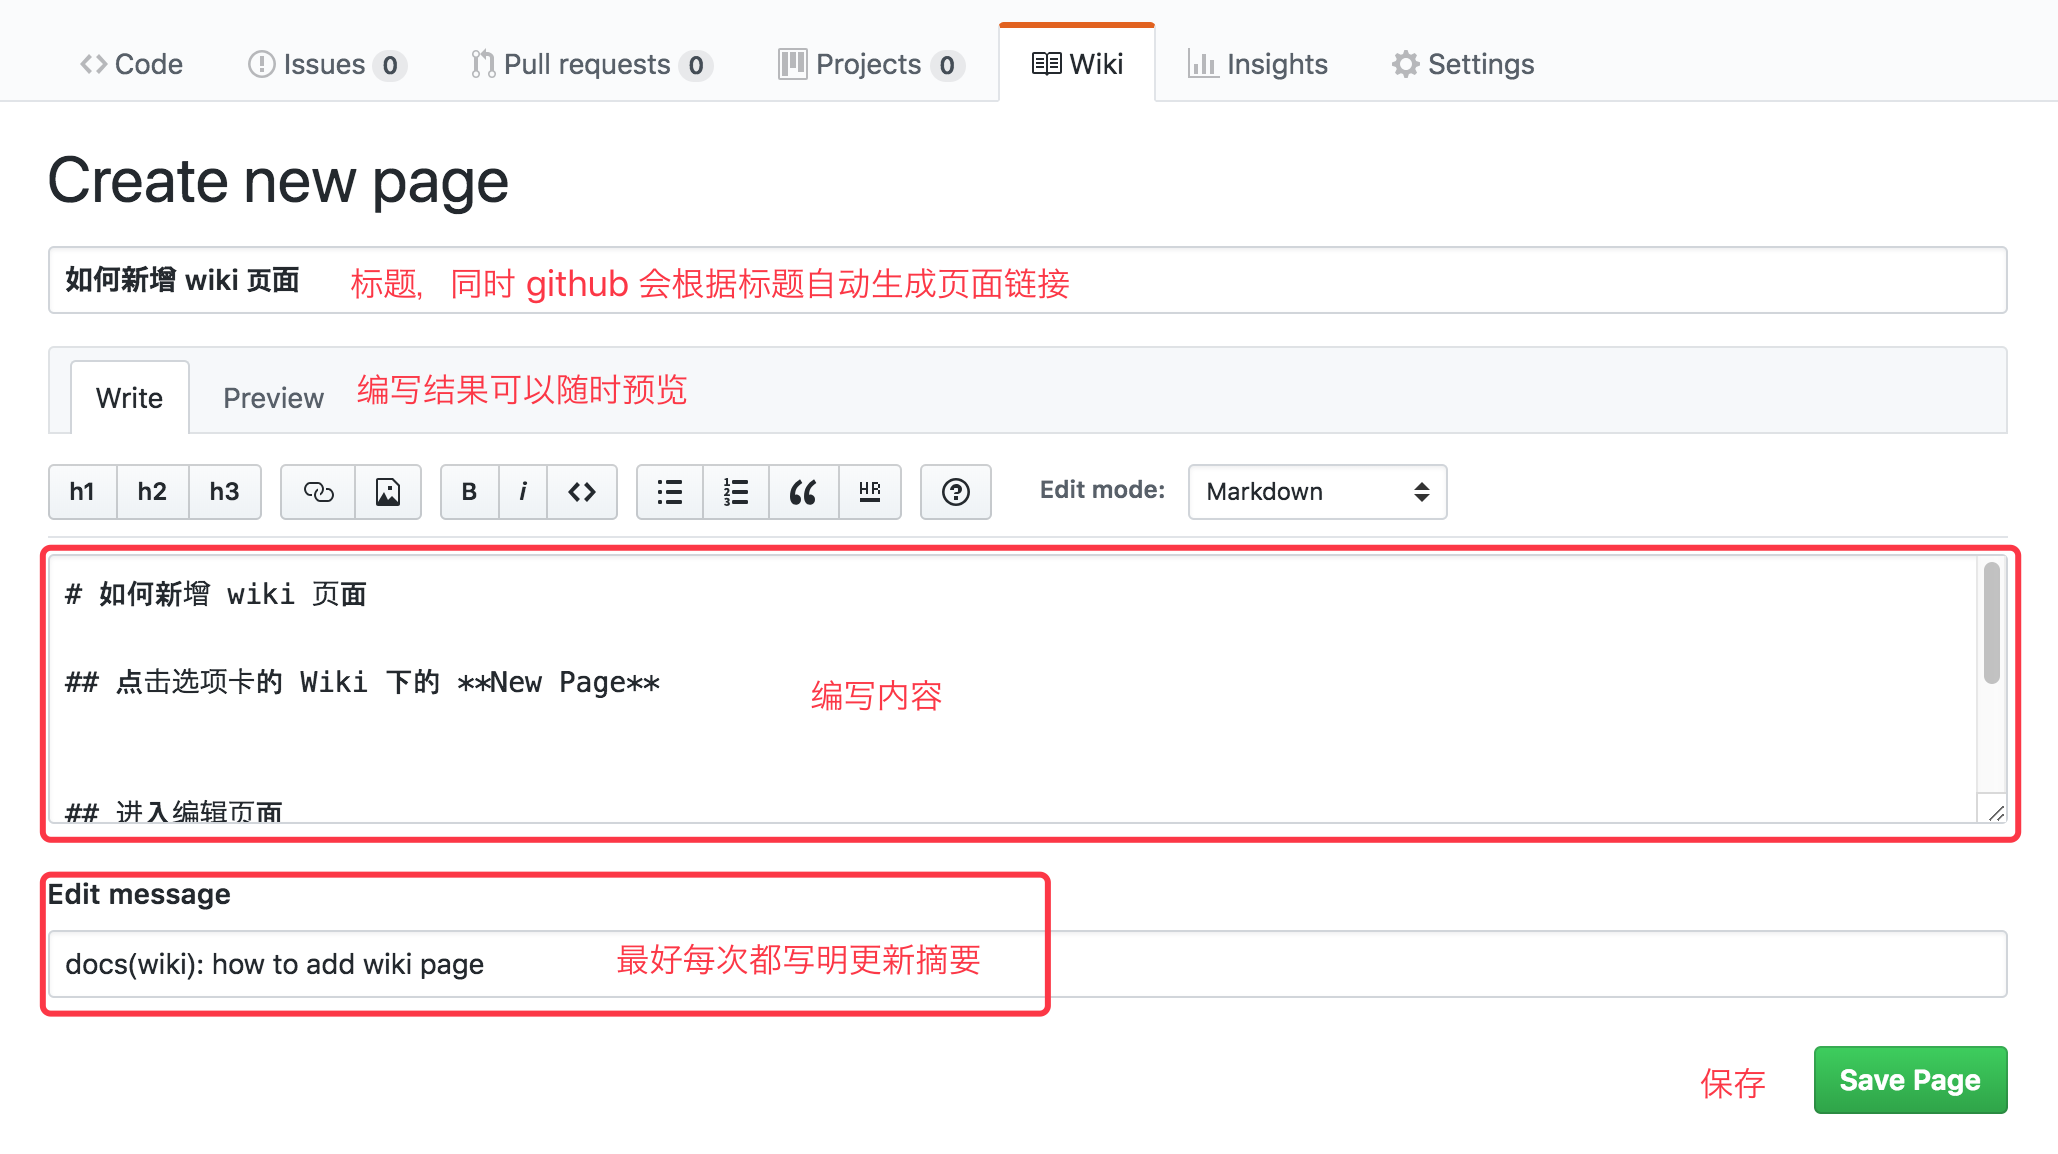 Code Issues 0 Pull requests 0 Projects 0 Wiki Insights Settings
Create new page
如何新增 wiki 页面 标题, 同时 github 会根据标题自动生成页面链接
Write Preview 编写结果可以随时预览
h1 h2 h3 B i <> 1 2 3 “ HR ? Edit mode: Markdown
# 如何新增 wiki 页面
## 点击选项卡的 Wiki 下的 **New Page**
编写内容
## 进入编辑页面
Edit message
docs(wiki): how to add wiki page 最好每次都写明更新摘要
保存 Save Page